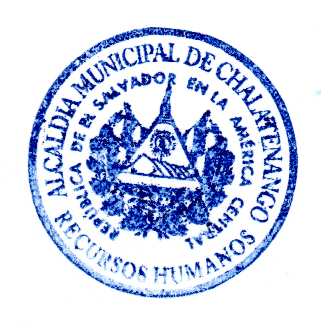 ALCALDIA MUNICIPAL DE CHALATENANGO
REPUBLICA DE EL SALVADOR EN LA AMERICA CENTRAL
RECURSOS HUMANOS